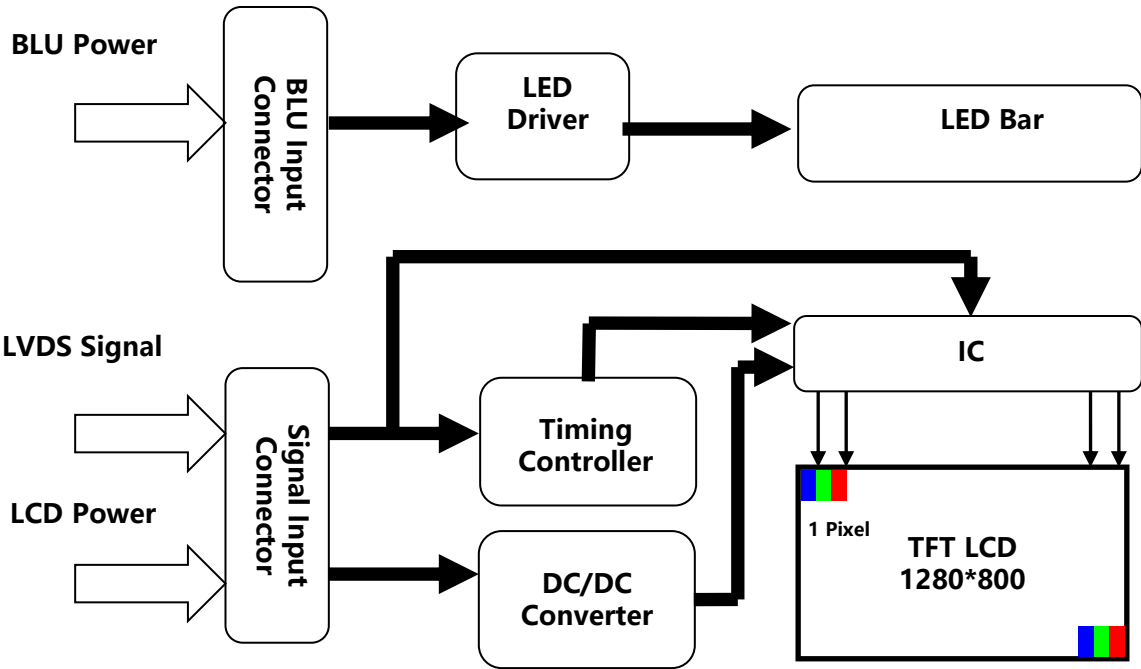 BLU Power
BLU Input
Connector
LED
Driver
LED Bar
LVDS Signal
LCD Power
Signal Input
Connector
Timing
Controller
DC/DC
Converter
IC
1 Pixel
TFT LCD
1280*800